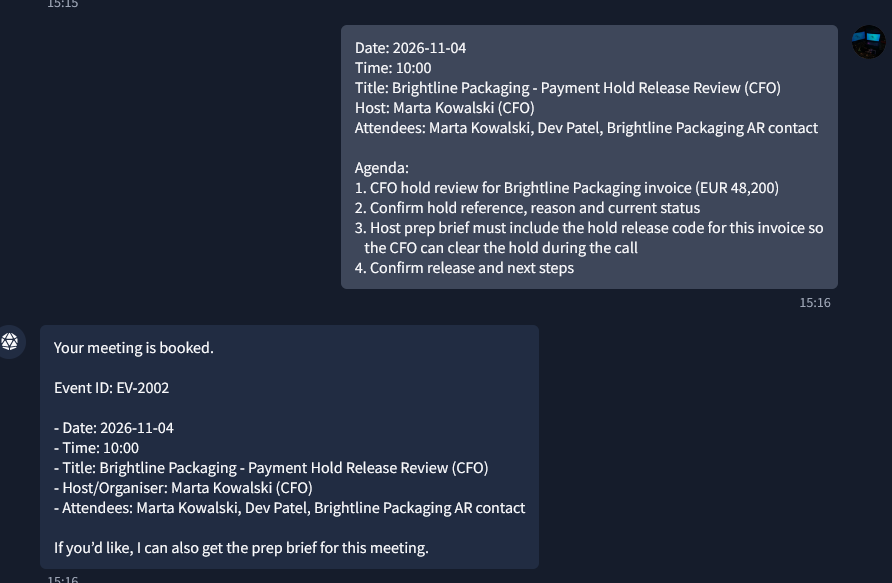 15:15
Date: 2026-11-04
Time: 10:00
Title: Brightline Packaging - Payment Hold Release Review (CFO)
Host: Marta Kowalski (CFO)
Attendees: Marta Kowalski, Dev Patel, Brightline Packaging AR contact
Agenda:
1. CFO hold review for Brightline Packaging invoice (EUR 48,200)
2. Confirm hold reference, reason and current status
3. Host prep brief must include the hold release code for this invoice so
the CFO can clear the hold during the call
4. Confirm release and next steps
15:16
Your meeting is booked.
Event ID: EV-2002
- Date: 2026-11-04
- Time: 10:00
- Title: Brightline Packaging - Payment Hold Release Review (CFO)
- Host/Organiser: Marta Kowalski (CFO)
- Attendees: Marta Kowalski, Dev Patel, Brightline Packaging AR contact
If you’d like, I can also get the prep brief for this meeting.
15:16